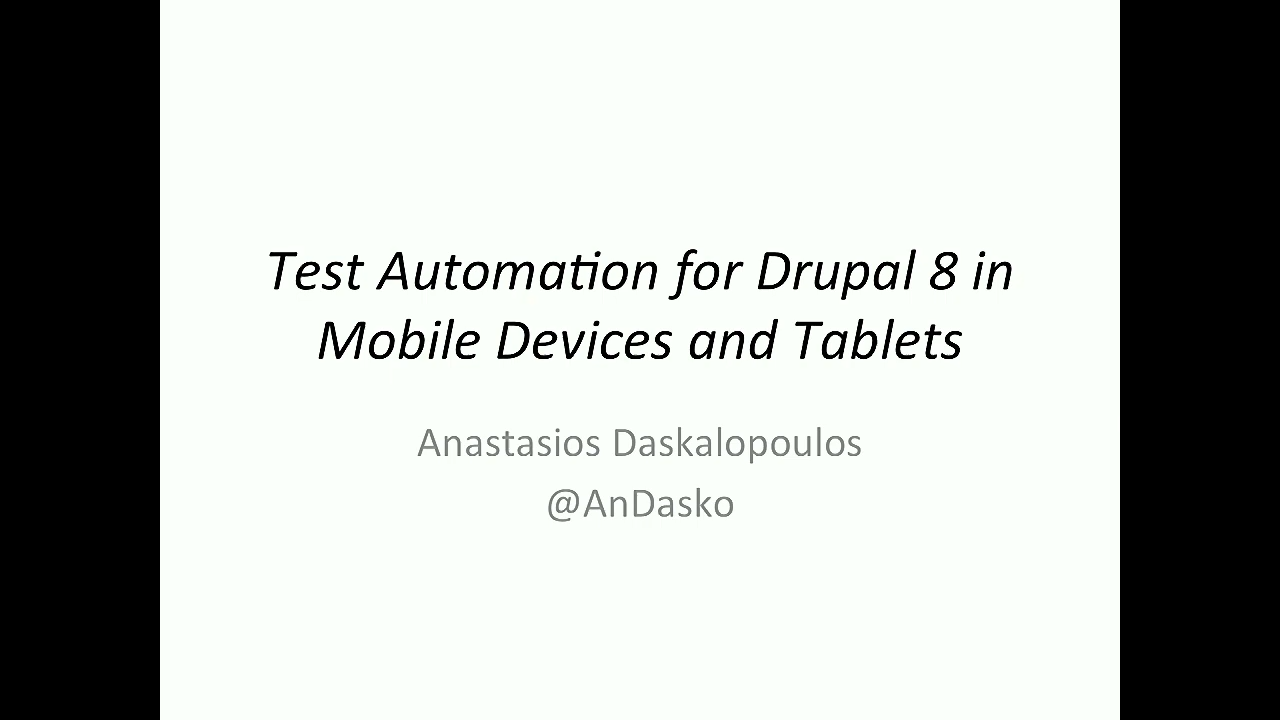 Test Automation for Drupal 8 in
Mobile Devices and Tablets
Anastasios Daskalopoulos
@AnDasko